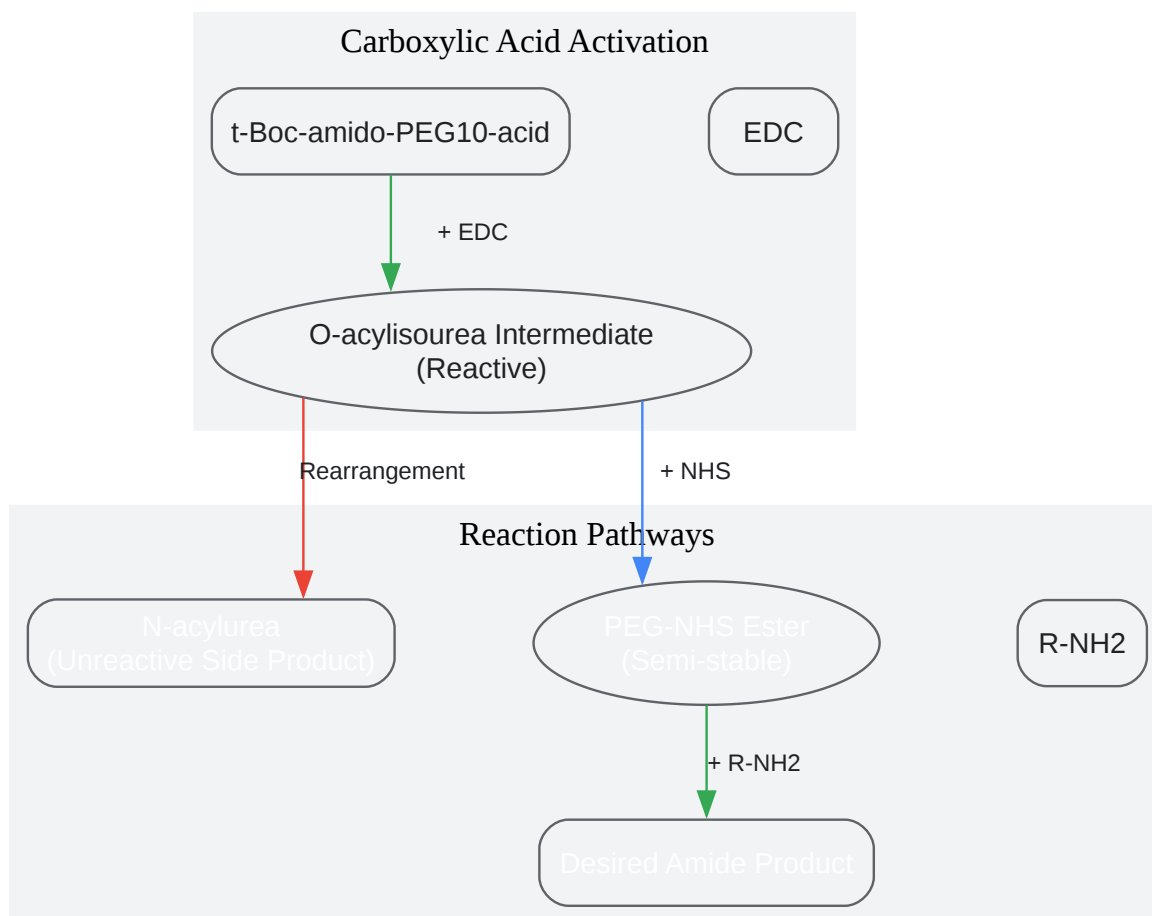 Carboxylic Acid Activation
t-Boc-amido-PEG10-acid
EDC
+ EDC
O-acylisourea Intermediate
(Reactive)
Rearrangement
+ NHS
Reaction Pathways
N-acylurea
(Unreactive Side Product)
PEG-NHS Ester
(Semi-stable)
R-NH2
+ R-NH2
Desired Amide Product